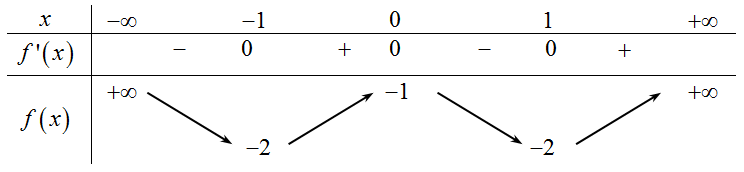 x −∞ −1 0 1 +∞
f'(x) − 0 + 0 − 0 +
+∞ −1 +∞
f(x)
−2 −2